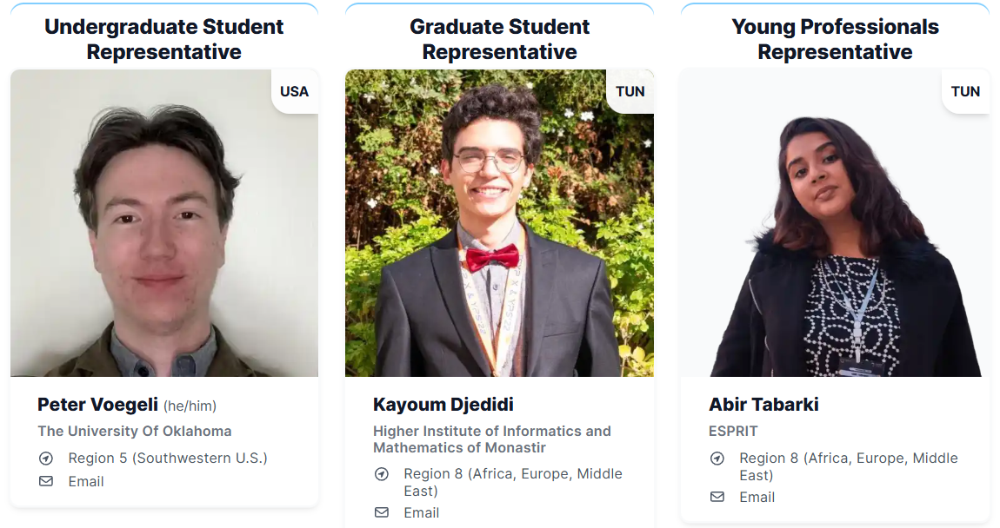 Undergraduate Student
Representative
USA
Peter Voegeli (he/him)
The University Of Oklahoma
Region 5 (Southwestern U.S.)
Email
Graduate Student
Representative
TUN
Kayoum Djedidi
Higher Institute of Informatics and
Mathematics of Monastir
Region 8 (Africa, Europe, Middle
East)
Email
Young Professionals
Representative
TUN
Abir Tabarki
ESPRIT
Region 8 (Africa, Europe, Middle
East)
Email